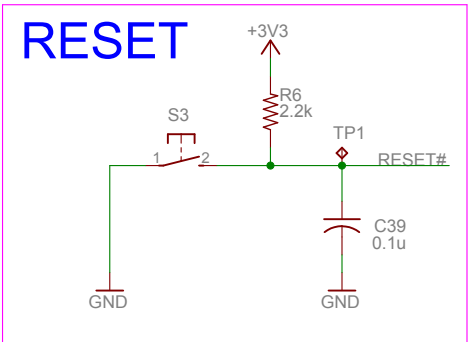 RESET
+3V3
R6
2.2k
S3
TP1
1 2
RESET#
C39
0.1u
GND
GND